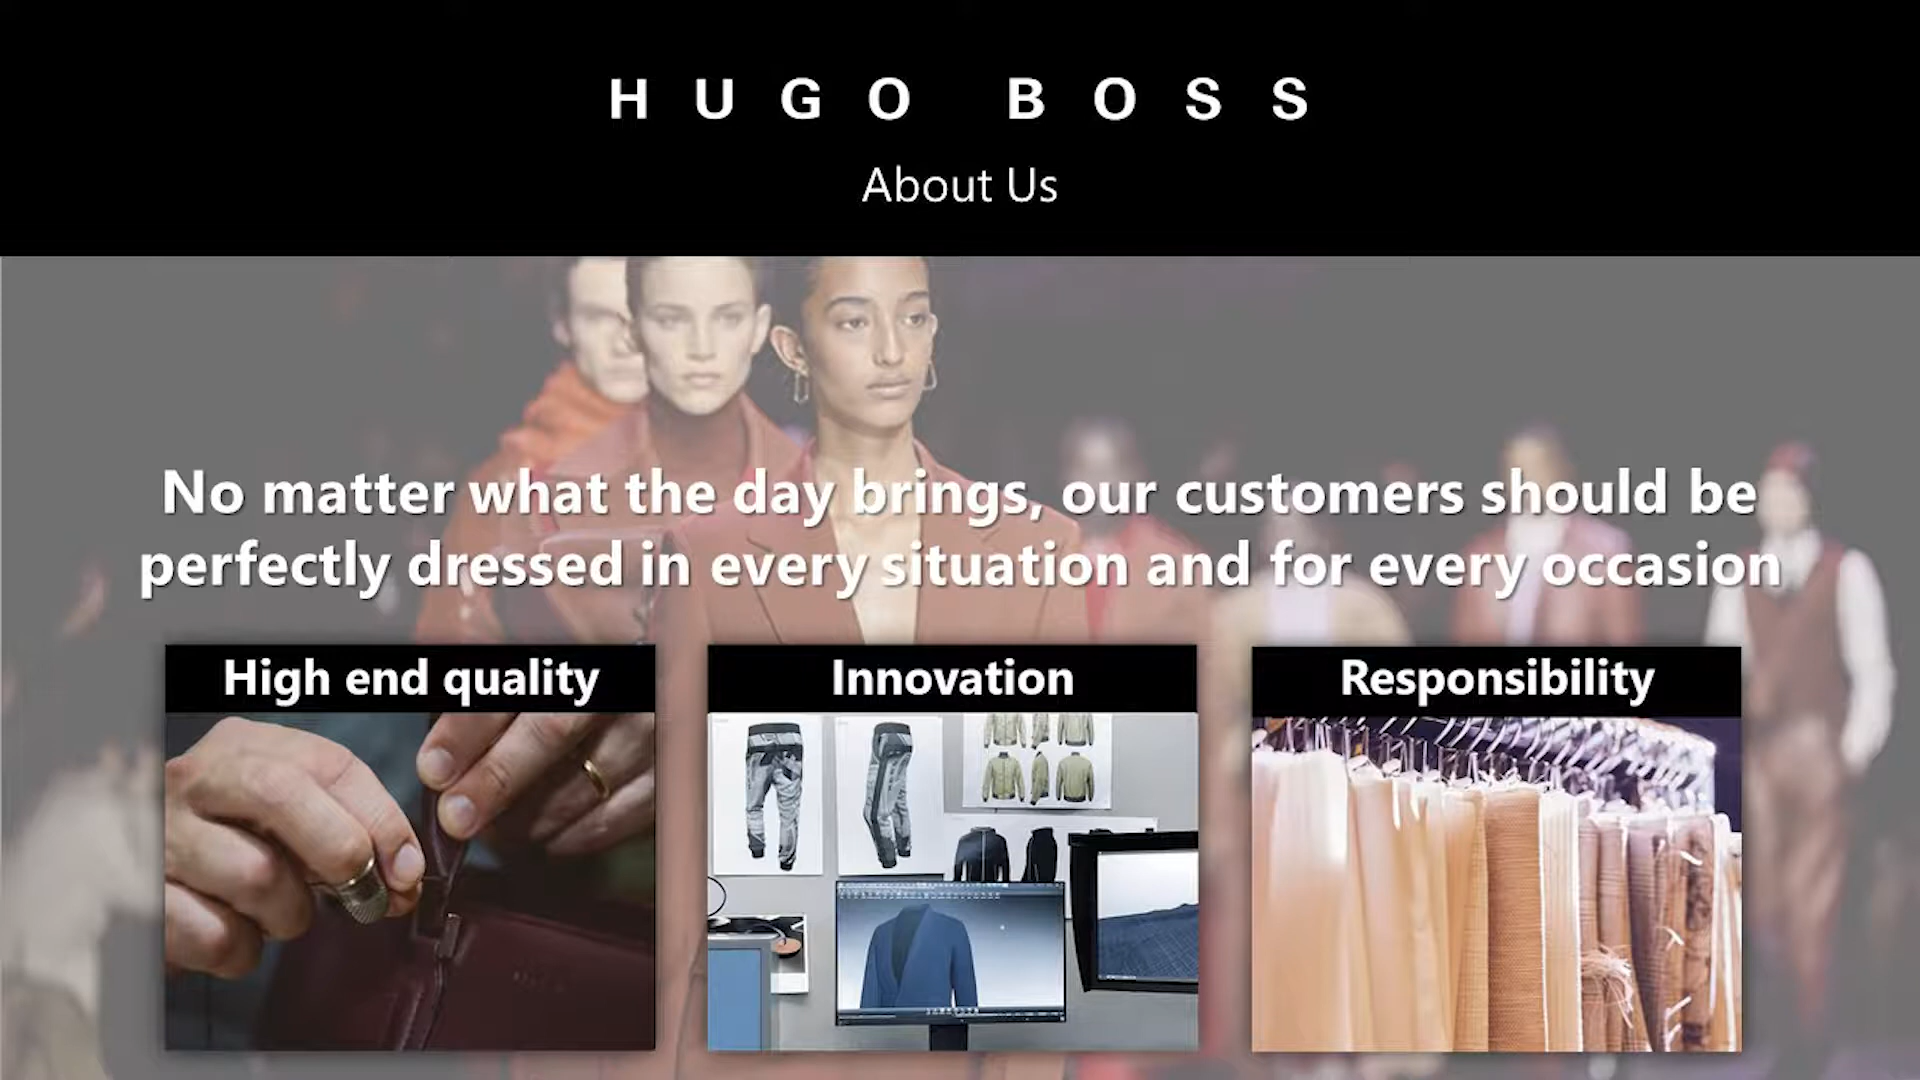 HUGO BOSS
About Us
No matter what the day brings, our customers should be
perfectly dressed in every situation and for every occasion
High end quality
Innovation
Responsibility